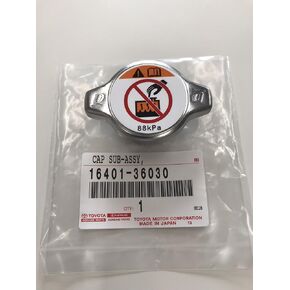 88kPa
CAP SUB-ASSY,
16401-36030
QTY:
1
TOYOTA
TOYOTA MOTOR CORPORATION
MADE IN JAPAN